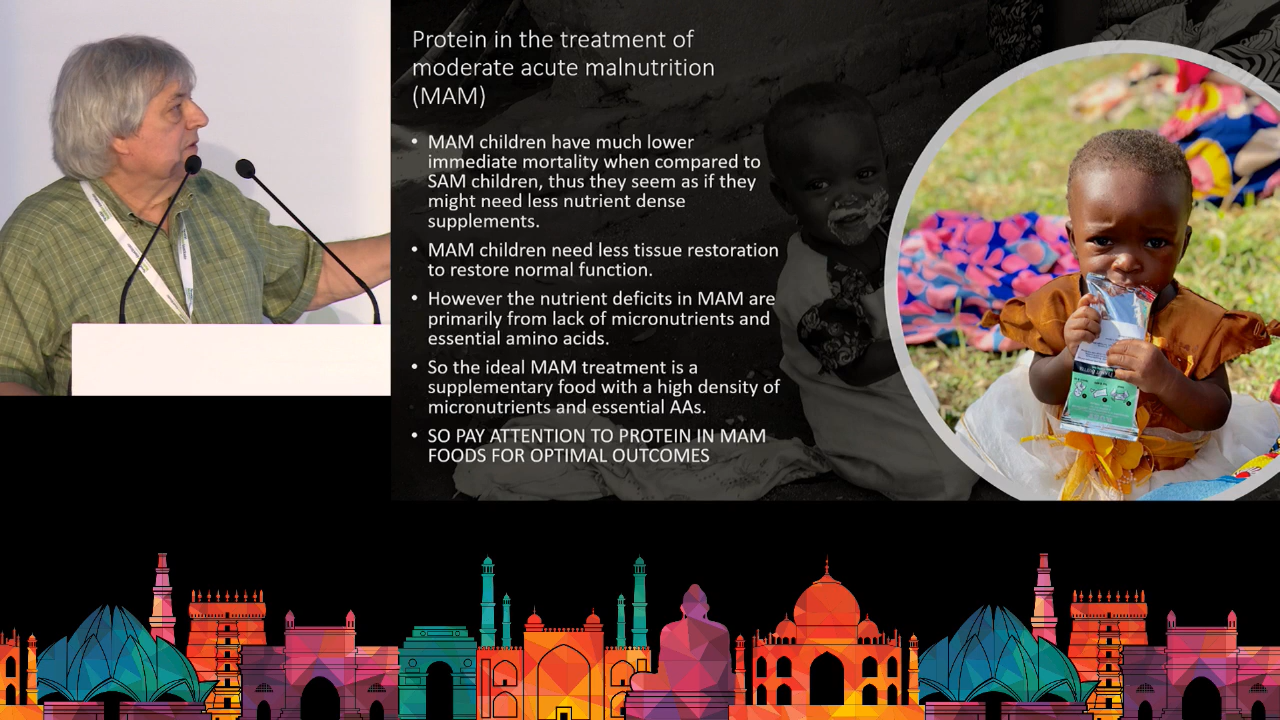 Protein in the treatment of
moderate acute malnutrition
(MAM)
• MAM children have much lower
immediate mortality when compared to
SAM children, thus they seem as if they
might need less nutrient dense
supplements.
• MAM children need less tissue restoration
to restore normal function.
• However the nutrient deficits in MAM are
primarily from lack of micronutrients and
essential amino acids.
• So the ideal MAM treatment is a
supplementary food with a high density of
micronutrients and essential AAs.
• SO PAY ATTENTION TO PROTEIN IN MAM
FOODS FOR OPTIMAL OUTCOMES